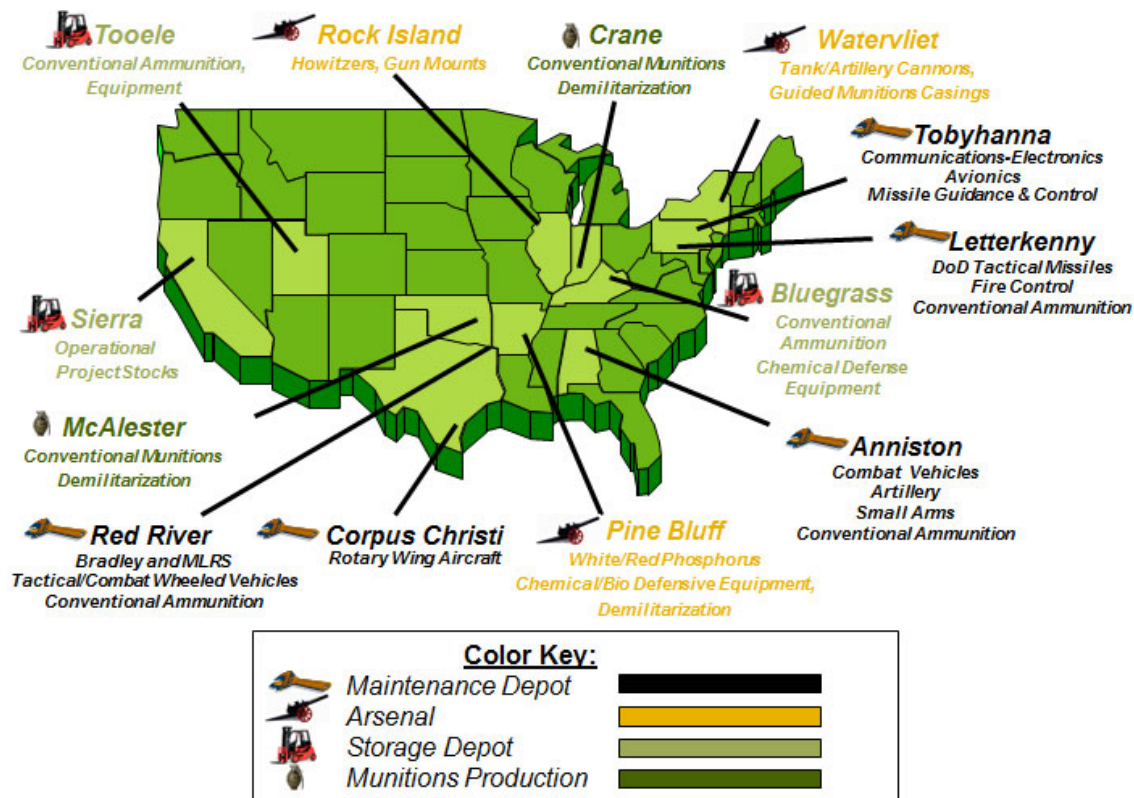 Tooele
Conventional Ammunition,
Equipment
Rock Island
Howitzers, Gun Mounts
Crane
Conventional Munitions
Demilitarization
Watervliet
Tank/Artillery Cannons,
Guided Munitions Casings
Tobyhanna
Communications-Electronics
Avionics
Missile Guidance & Control
Letterkenny
DoD Tactical Missiles
Fire Control
Conventional Ammunition
Bluegrass
Conventional
Ammunition
Chemical Defense
Equipment
Sierra
Operational
Project Stocks
McAlester
Conventional Munitions
Demilitarization
Anniston
Combat Vehicles
Artillery
Small Arms
Conventional Ammunition
Red River
Bradley and MLRS
Tactical/Combat Wheeled Vehicles
Conventional Ammunition
Corpus Christi
Rotary Wing Aircraft
Pine Bluff
White/Red Phosphorus
Chemical/Bio Defensive Equipment,
Demilitarization
Color Key:
Maintenance Depot
Arsenal
Storage Depot
Munitions Production